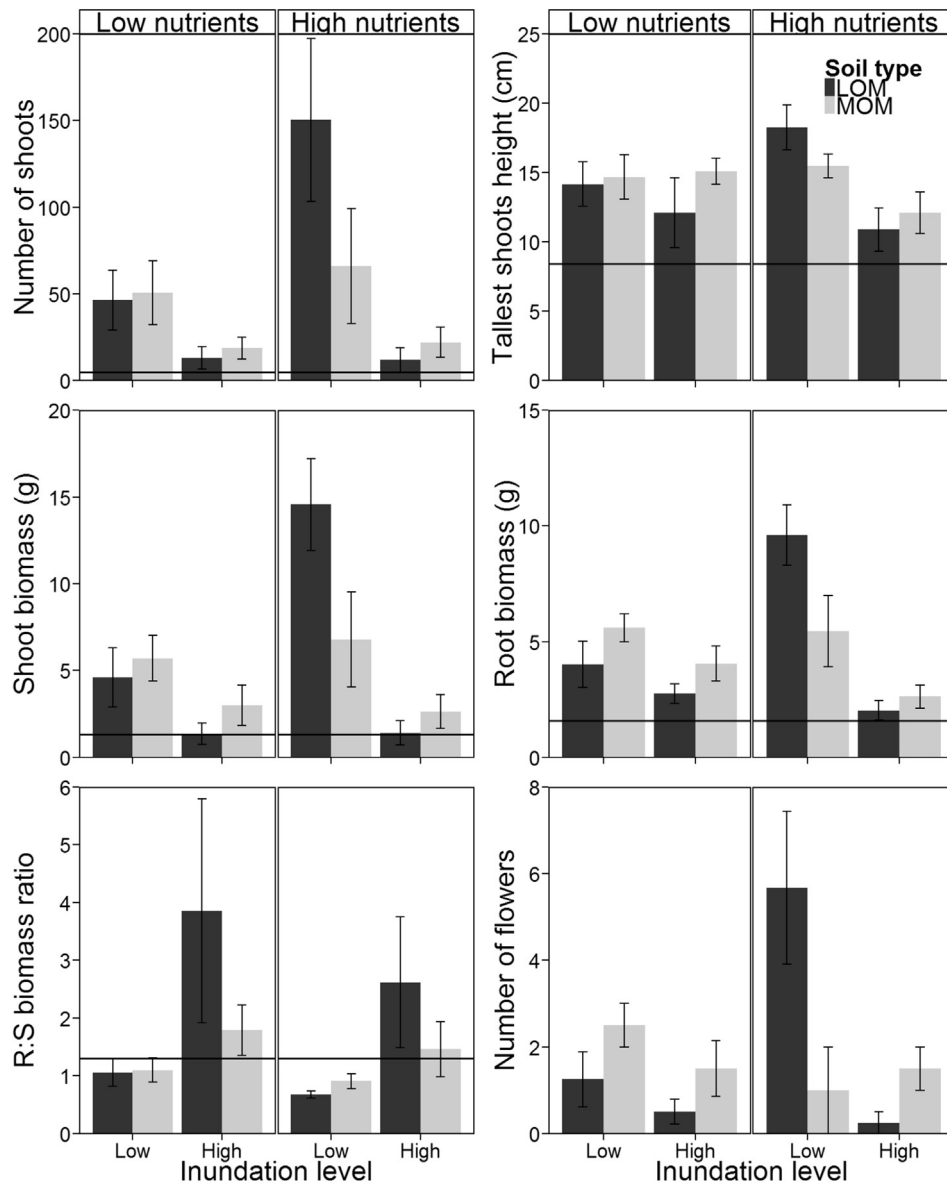 Low nutrients High nutrients
Number of shoots
200
150
100
50
0
Low nutrients High nutrients
Tallest shoots height (cm)
25
20
15
10
5
0
Soil type
LOM
MOM
Shoot biomass (g)
20
15
10
5
0
Root biomass (g)
15
10
5
0
R:S biomass ratio
6
5
4
3
2
1
0
Low High Low High
Inundation level
Number of flowers
8
6
4
2
0
Low High Low High
Inundation level